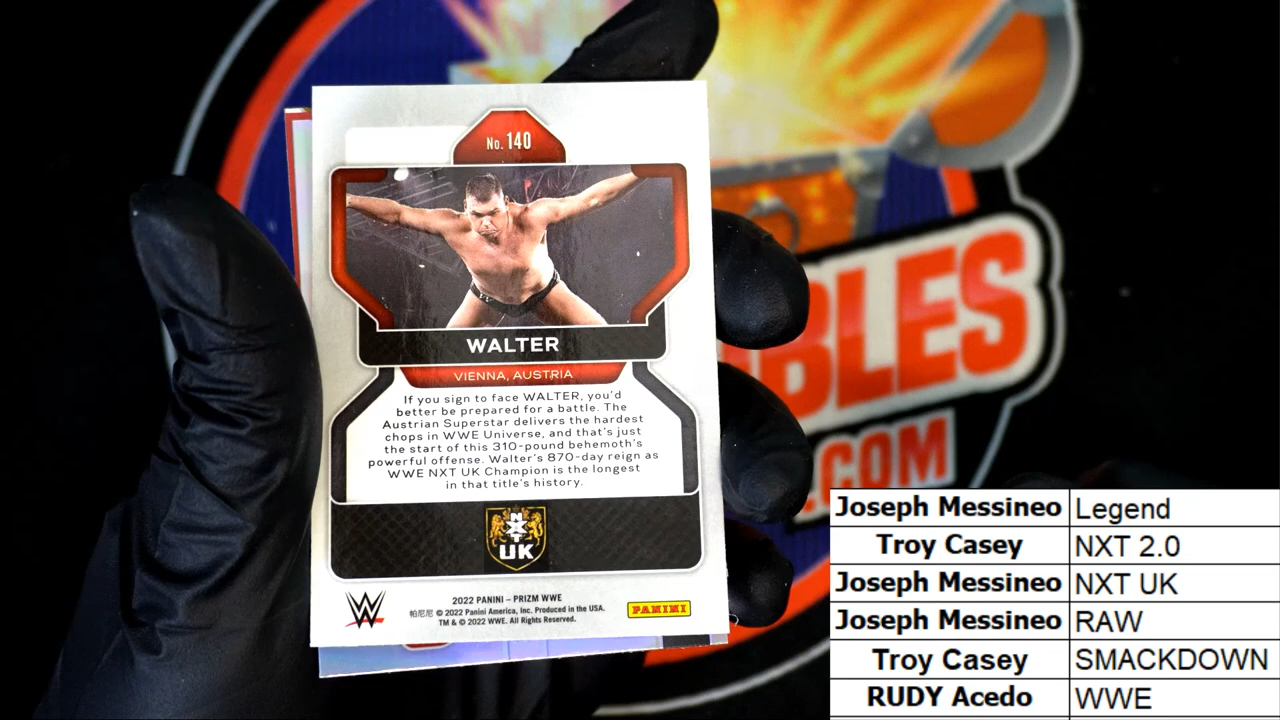 No. 140
WALTER
VIENNA, AUSTRIA
If you sign to face WALTER, you'd
better be prepared for a battle. The
Austrian Superstar delivers the hardest
chops in WWE Universe, and that's just
the start of this 310-pound behemoth's
powerful offense. Walter's 870-day reign as
WWE NXT UK Champion is the longest
in that title's history.
NXT
UK
W
2022 PANINI – PRIZM WWE
帕尼尼 © 2022 Panini America, Inc. Produced in the USA.
TM & © 2022 WWE. All Rights Reserved.
PANINI
BLES
.COM
Joseph Messineo Legend
Troy Casey NXT 2.0
Joseph Messineo NXT UK
Joseph Messineo RAW
Troy Casey SMACKDOWN
RUDY Acedo WWE